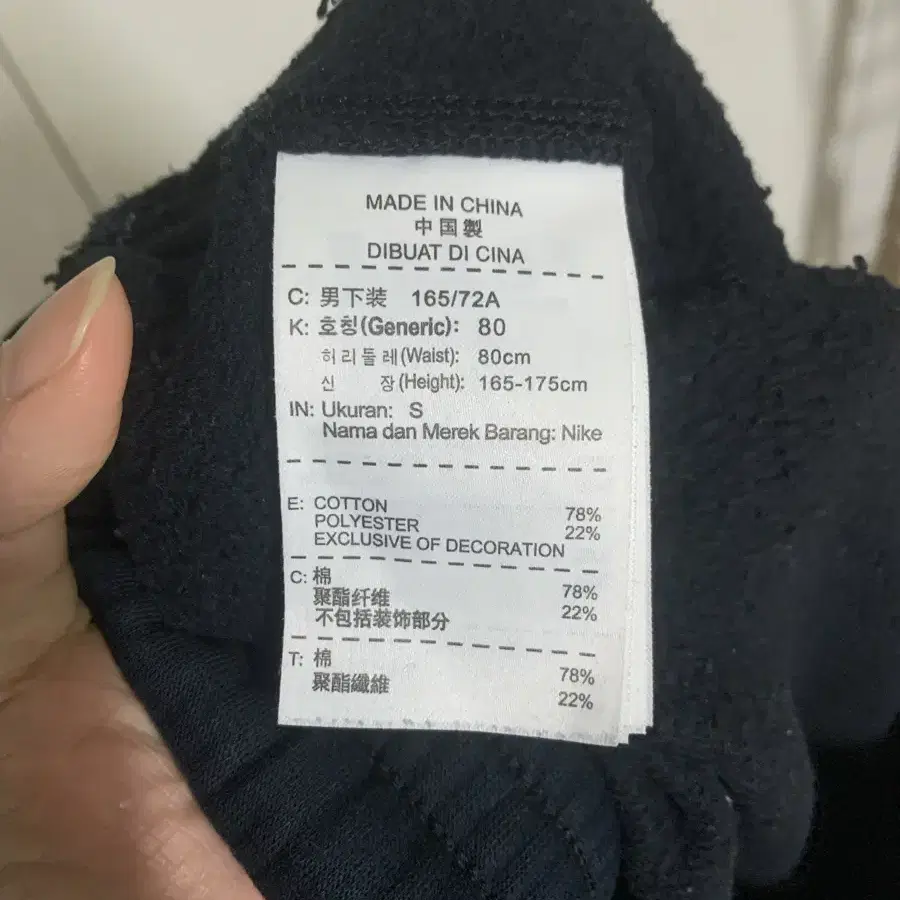 MADE IN CHINA
中国製
DIBUAT DI CINA
C: 男下装 165/72A
K: 호칭(Generic): 80
허리둘레(Waist): 80cm
신 장(Height): 165-175cm
IN: Ukuran: S
Nama dan Merek Barang: Nike
E: COTTON 78%
POLYESTER 22%
EXCLUSIVE OF DECORATION
C: 棉 78%
聚酯纤维 22%
不包括装饰部分
T: 棉 78%
聚酯纖維 22%